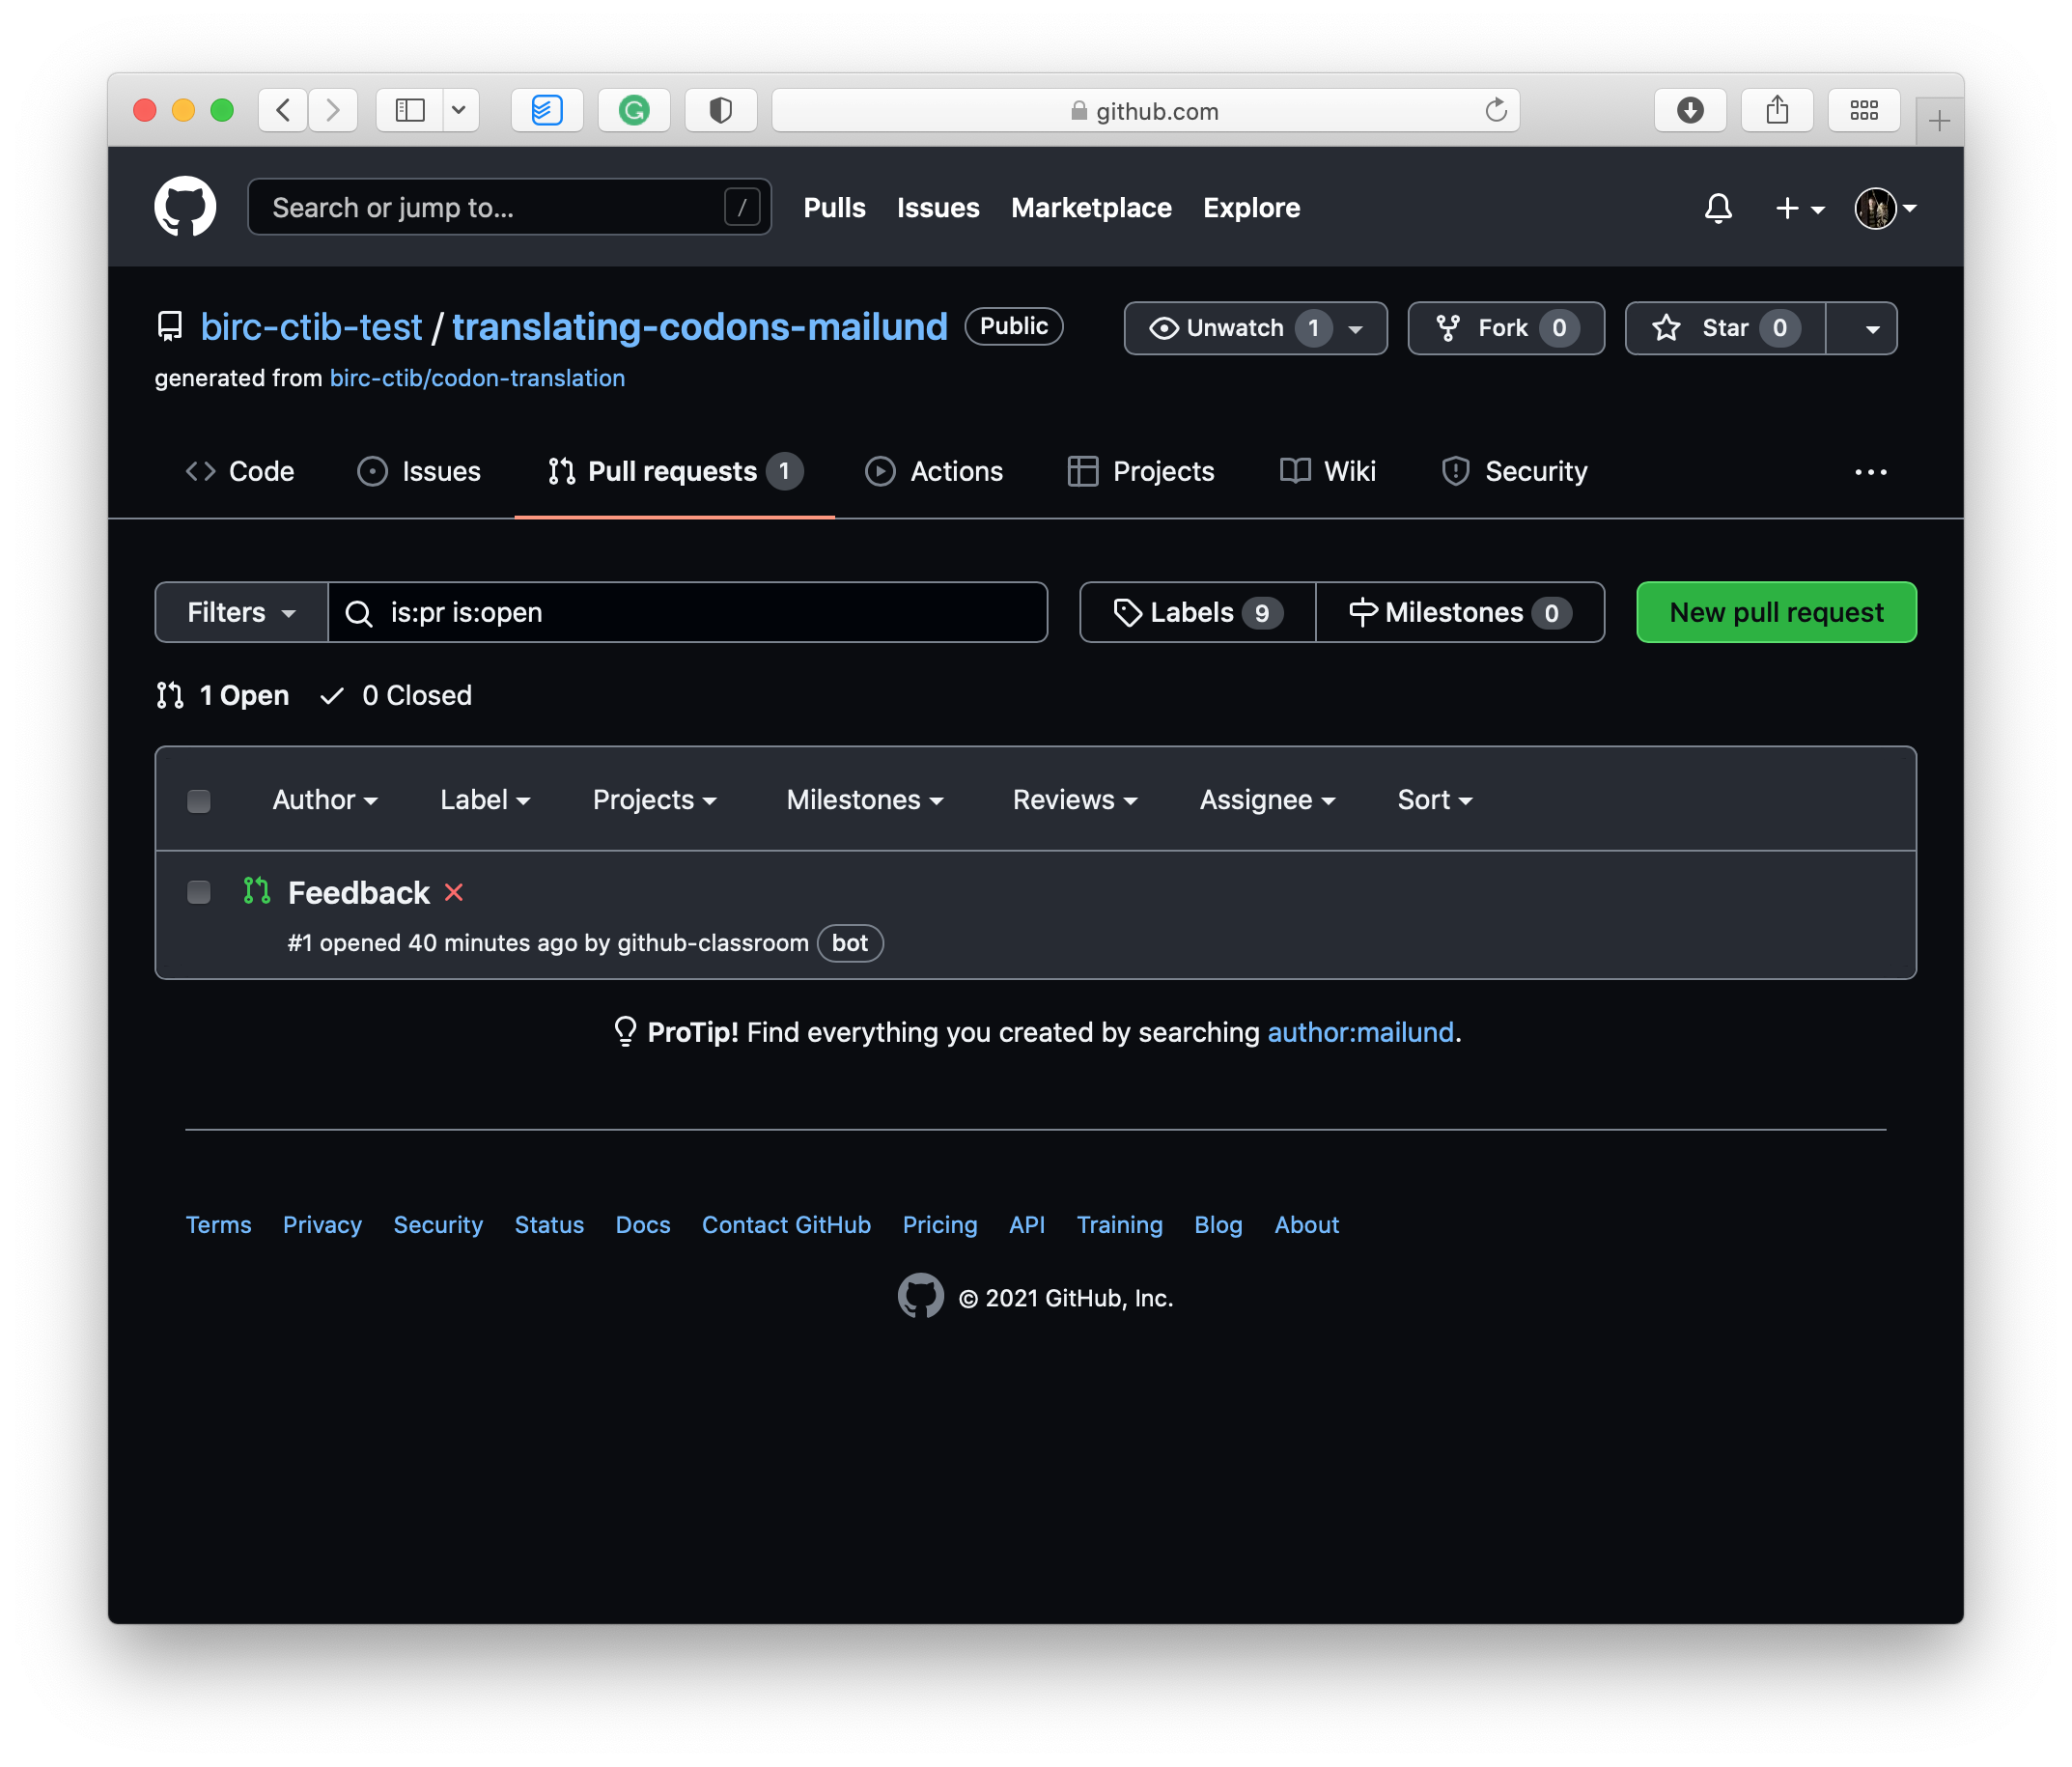 github.com
Search or jump to... / Pulls Issues Marketplace Explore
birc-ctib-test / translating-codons-mailund Public Unwatch 1 Fork 0 Star 0
generated from birc-ctib/codon-translation
Code Issues Pull requests 1 Actions Projects Wiki Security
Filters is:pr is:open Labels 9 Milestones 0 New pull request
1 Open 0 Closed
Author Label Projects Milestones Reviews Assignee Sort
Feedback
#1 opened 40 minutes ago by github-classroom bot
ProTip! Find everything you created by searching author:mailund.
Terms Privacy Security Status Docs Contact GitHub Pricing API Training Blog About
© 2021 GitHub, Inc.